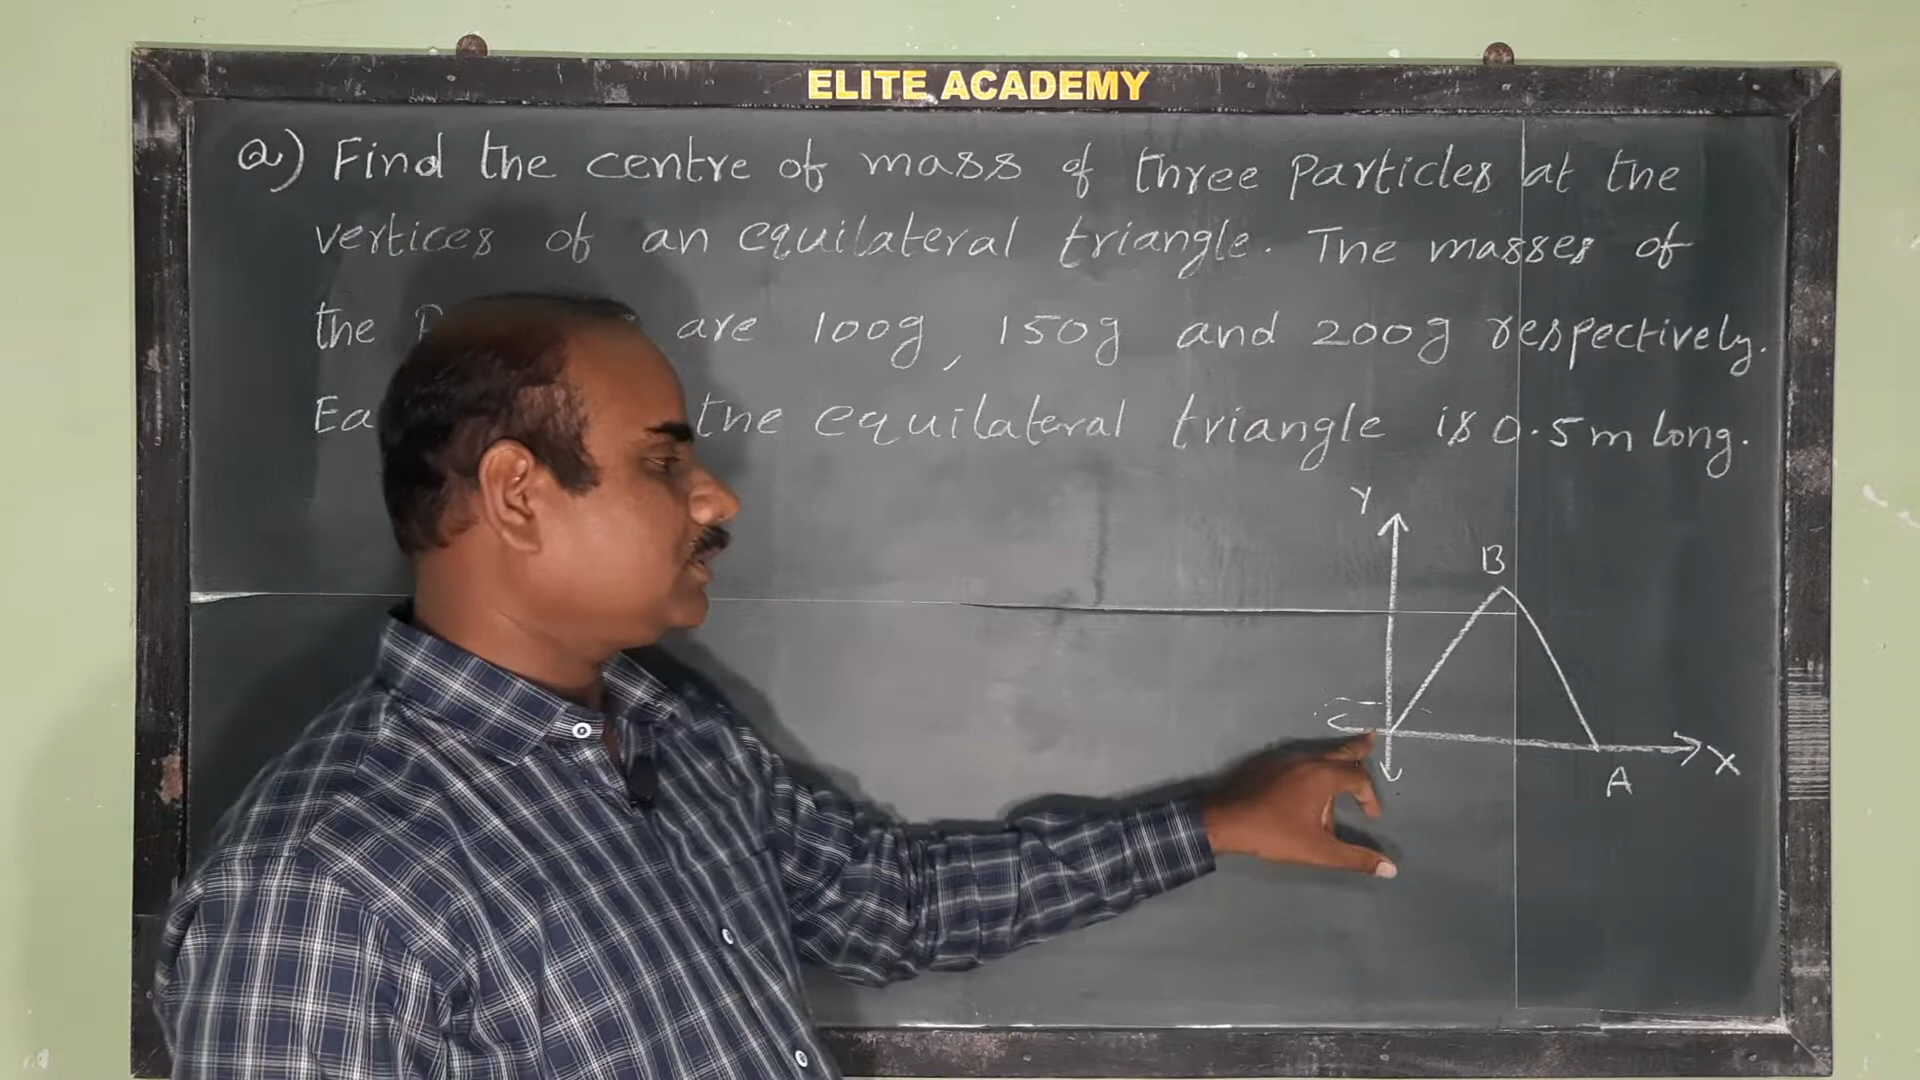 ELITE ACADEMY
Q) Find the centre of mass of three particles at the
vertices of an equilateral triangle. The masses of
the are 100g, 150g and 200g respectively.
the equilateral triangle is 0.5m long.
Y
B
C
X
A